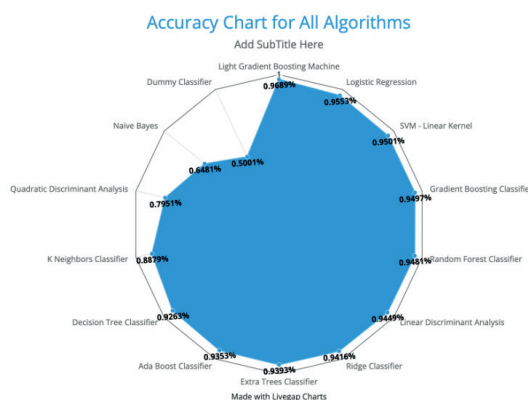 Accuracy Chart for All Algorithms
Add SubTitle Here
Light Gradient Boosting Machine
1
0.9689%
Logistic Regression
0.9553%
SVM - Linear Kernel
0.9501%
Gradient Boosting Classifie
0.9497%
Random Forest Classifier
0.9481%
Linear Discriminant Analysis
0.9449%
Ridge Classifier
0.9416%
Extra Trees Classifier
0.9393%
Ada Boost Classifier
0.9353%
Decision Tree Classifier
0.9263%
K Neighbors Classifier
0.8879%
Quadratic Discriminant Analysis
0.7951%
Naive Bayes
0.6481%
Dummy Classifier
0.5001%
Made with Livegap Charts